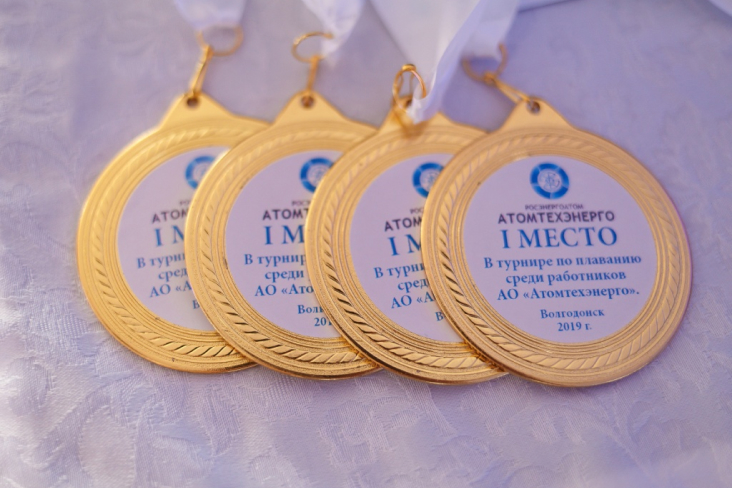 РОСЭНЕРГОАТОМ
АТОМТЕХЭНЕРГО
I МЕСТО
В турнире по плаванию
среди работников
АО «Атомтехэнерго».
Волгодонск
2019 г.